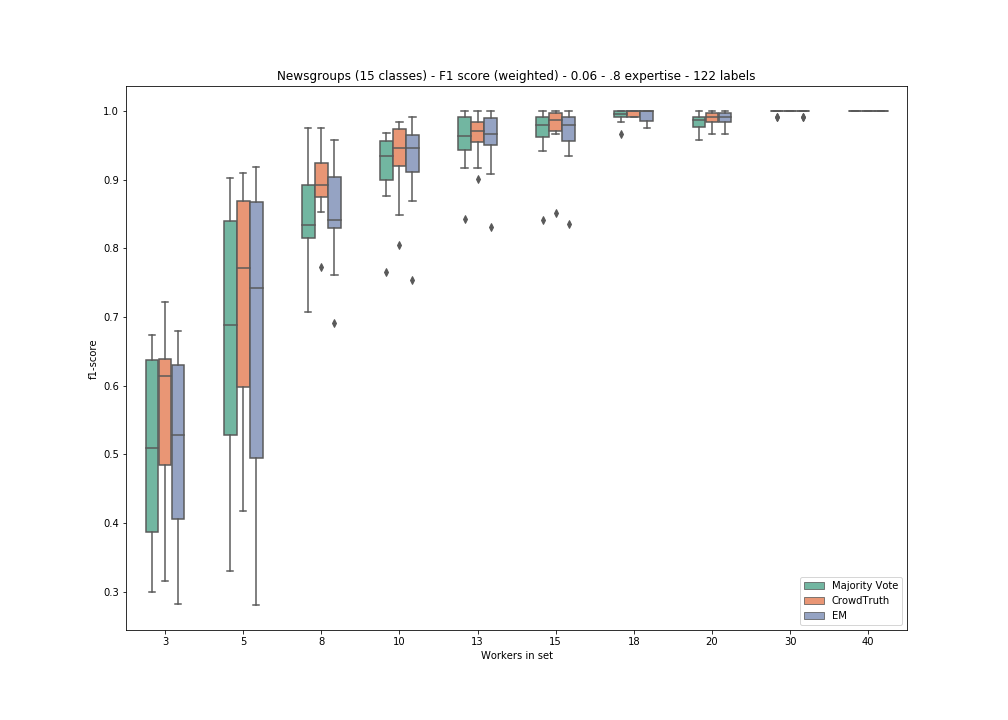 Newsgroups (15 classes) - F1 score (weighted) - 0.06 - .8 expertise - 122 labels
f1-score
1.0
0.9
0.8
0.7
0.6
0.5
0.4
0.3
3 5 8 10 13 15 18 20 30 40
Workers in set
Majority Vote
CrowdTruth
EM